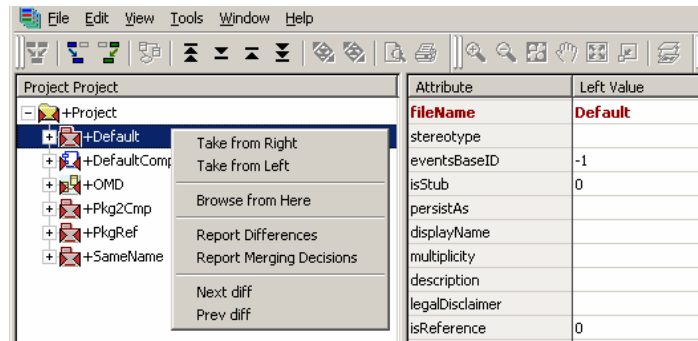 File Edit View Tools Window Help
Project Project
Attribute Left Value
+Project
fileName Default
+Default
stereotype
+DefaultComp
eventsBaseID -1
+OMD
isStub 0
+Pkg2Cmp
persistAs
+PkgRef
displayName
+SameName
multiplicity
description
legalDisclaimer
isReference 0
Take from Right
Take from Left
Browse from Here
Report Differences
Report Merging Decisions
Next diff
Prev diff